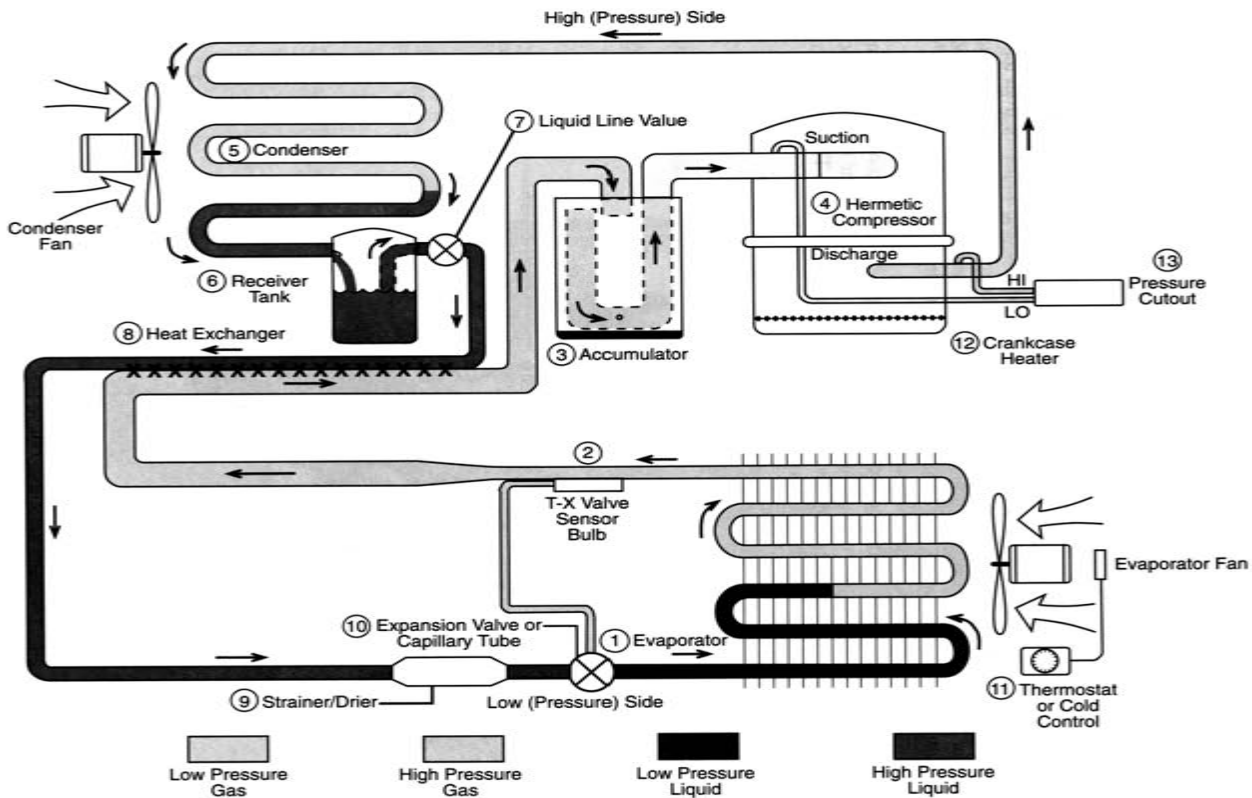 High (Pressure) Side
7 Liquid Line Value
Suction
5 Condenser
4 Hermetic
Compressor
Condenser
Fan
Discharge
13
Pressure
Cutout
6 Receiver
Tank
HI
LO
8 Heat Exchanger
3 Accumulator
12 Crankcase
Heater
2
T-X Valve
Sensor
Bulb
Evaporator Fan
10 Expansion Valve or
Capillary Tube
1 Evaporator
9 Strainer/Drier
Low (Pressure) Side
11 Thermostat
or Cold
Control
Low Pressure
Gas
High Pressure
Gas
Low Pressure
Liquid
High Pressure
Liquid